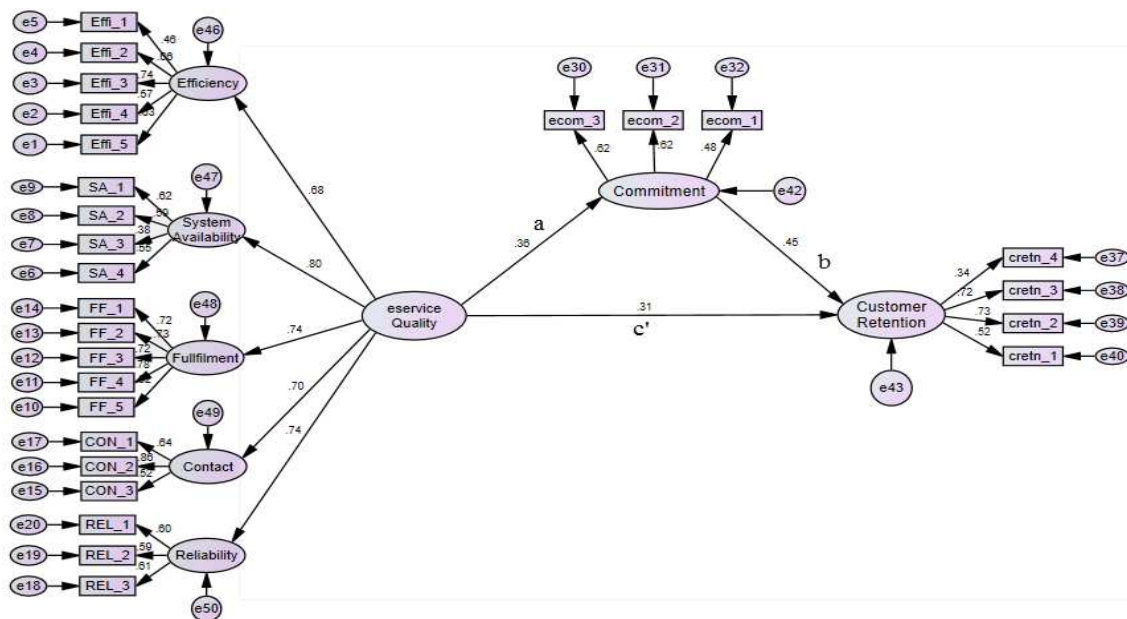 e5
Effi_1
.46
e46
e4
Effi_2
.66
e3
Effi_3
.74
Efficiency
e2
Effi_4
.57
e1
Effi_5
e30
e31
e32
ecom_3
ecom_2
ecom_1
.62
.62
.48
Commitment
e42
e9
SA_1
.62
e47
e8
SA_2
System
Availability
e7
SA_3
.38
e6
SA_4
.55
.68
.80
a
.36
.45
b
e14
FF_1
.72
e48
e13
FF_2
.73
e12
FF_3
.72
Fullfilment
e11
FF_4
.78
e10
FF_5
.74
eservice
Quality
.31
c'
Customer
Retention
e43
.34
cretn_4
e37
.72
cretn_3
e38
.73
cretn_2
e39
.52
cretn_1
e40
.70
.74
e17
CON_1
.64
e49
e16
CON_2
.86
Contact
e15
CON_3
.52
e20
REL_1
.60
e19
REL_2
.59
Reliability
e18
REL_3
.61
e50